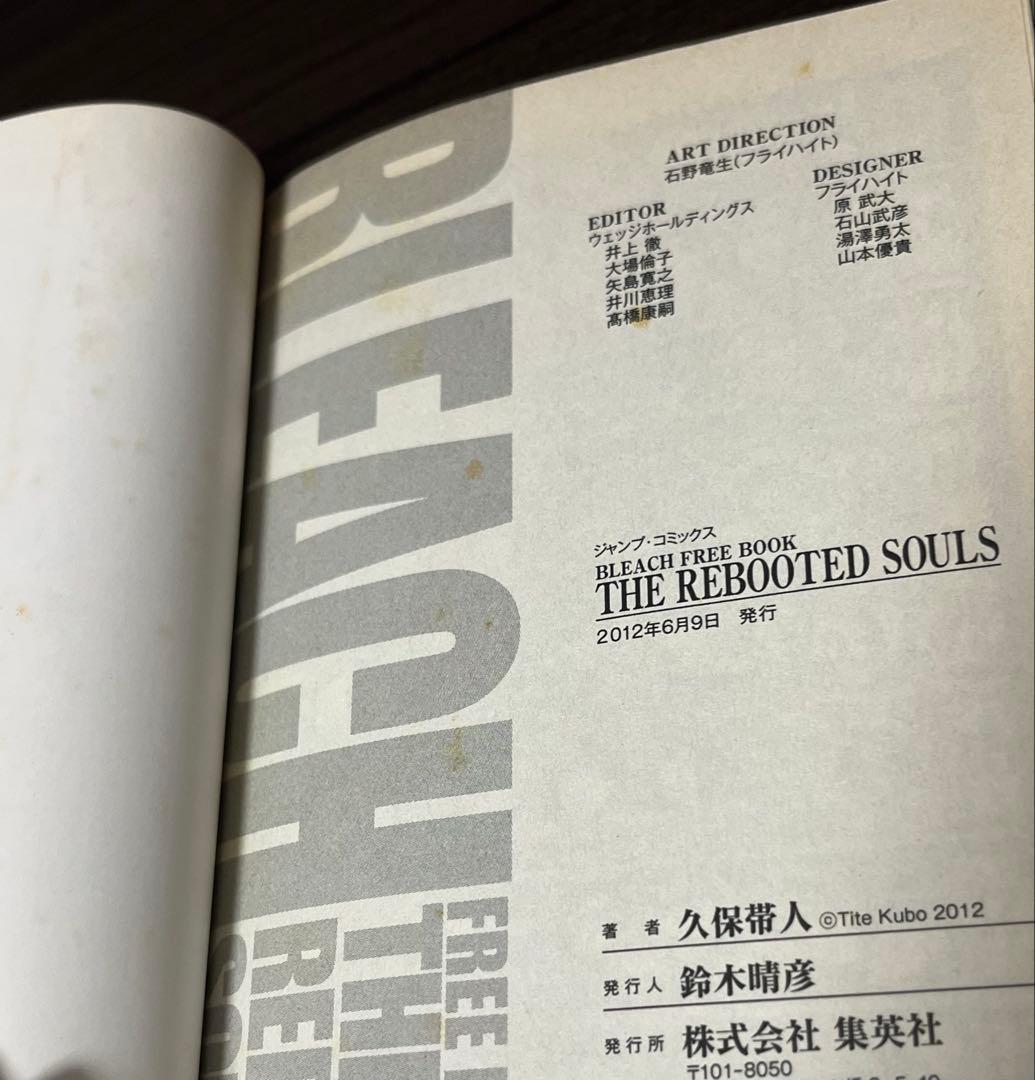 BLEACH
FREE
TH
RE
SO
ART DIRECTION
石野竜生(フライハイト)
EDITOR
ウェッジホールディングス
井上 徹
大場倫子
矢島寛之
井川恵理
髙橋康嗣
DESIGNER
フライハイト
原 武大
石山武彦
湯澤勇太
山本優貴
ジャンプ・コミックス
BLEACH FREE BOOK
THE REBOOTED SOULS
2012年6月9日 発行
著 者 久保帯人 ©Tite Kubo 2012
発行人 鈴木晴彦
発行所 株式会社 集英社
〒101-8050